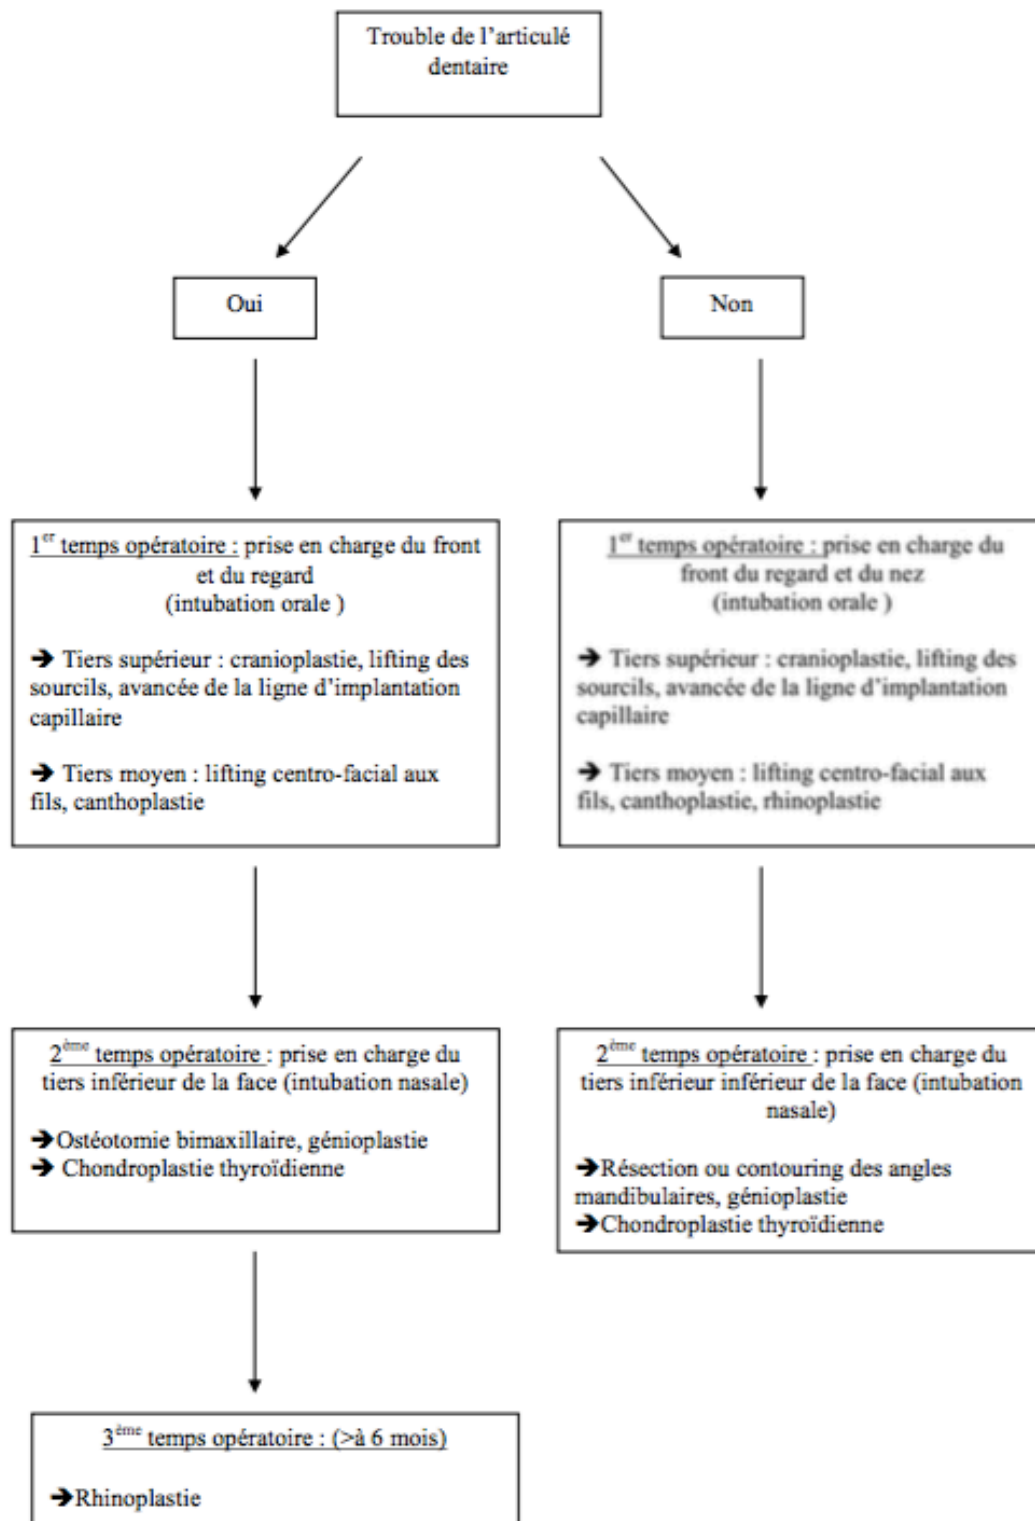 Trouble de l'articulé
dentaire
Oui
Non
1er temps opératoire : prise en charge du front
et du regard
(intubation orale )
➔ Tiers supérieur : cranioplastie, lifting des
sourcils, avancée de la ligne d'implantation
capillaire
➔ Tiers moyen : lifting centro-facial aux
fils, canthoplastie
1er temps opératoire : prise en charge du
front du regard et du nez
(intubation orale )
➔ Tiers supérieur : cranioplastie, lifting des
sourcils, avancée de la ligne d'implantation
capillaire
➔ Tiers moyen : lifting centro-facial aux
fils, canthoplastie, rhinoplastie
2ème temps opératoire : prise en charge du
tiers inférieur de la face (intubation nasale)
➔Ostéotomie bimaxillaire, génioplastie
➔ Chondroplastie thyroïdienne
2ème temps opératoire : prise en charge du
tiers inférieur inférieur de la face (intubation
nasale)
➔Résection ou contouring des angles
mandibulaires, génioplastie
➔Chondroplastie thyroïdienne
3ème temps opératoire : (>à 6 mois)
➔Rhinoplastie